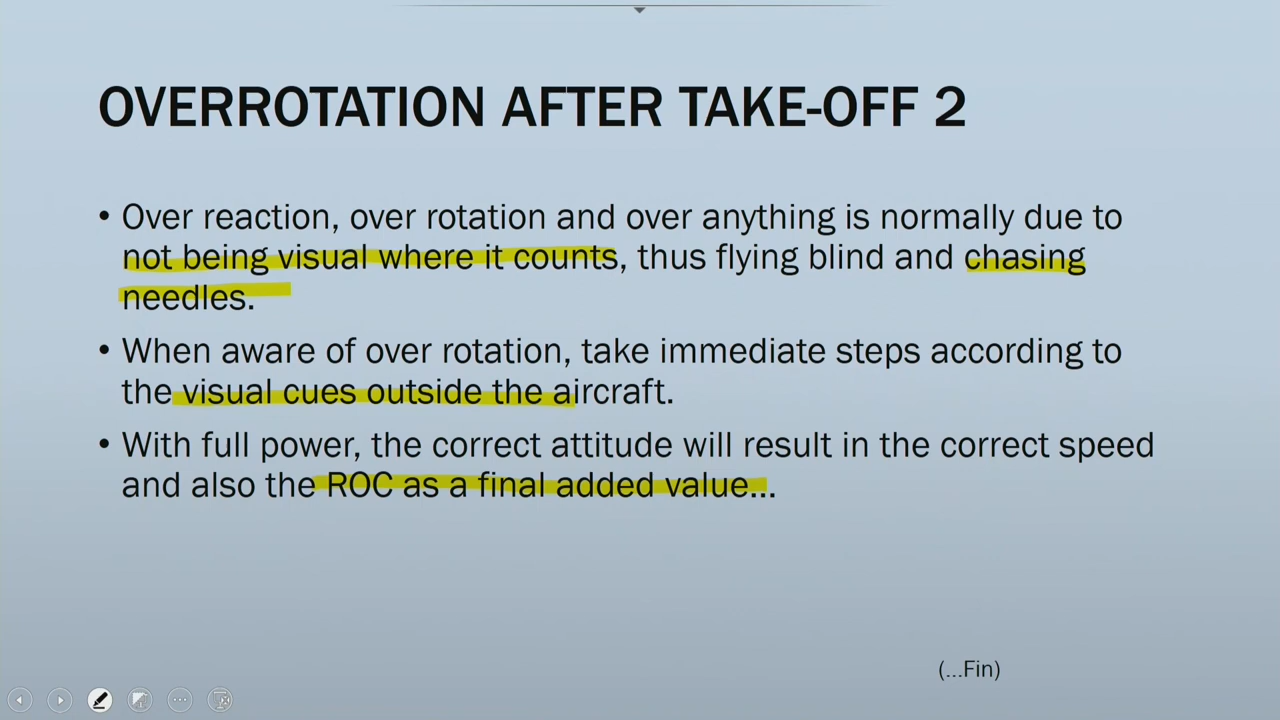 OVERROTATION AFTER TAKE-OFF 2
• Over reaction, over rotation and over anything is normally due to
not being visual where it counts, thus flying blind and chasing
needles.
• When aware of over rotation, take immediate steps according to
the visual cues outside the aircraft.
• With full power, the correct attitude will result in the correct speed
and also the ROC as a final added value...
(...Fin)